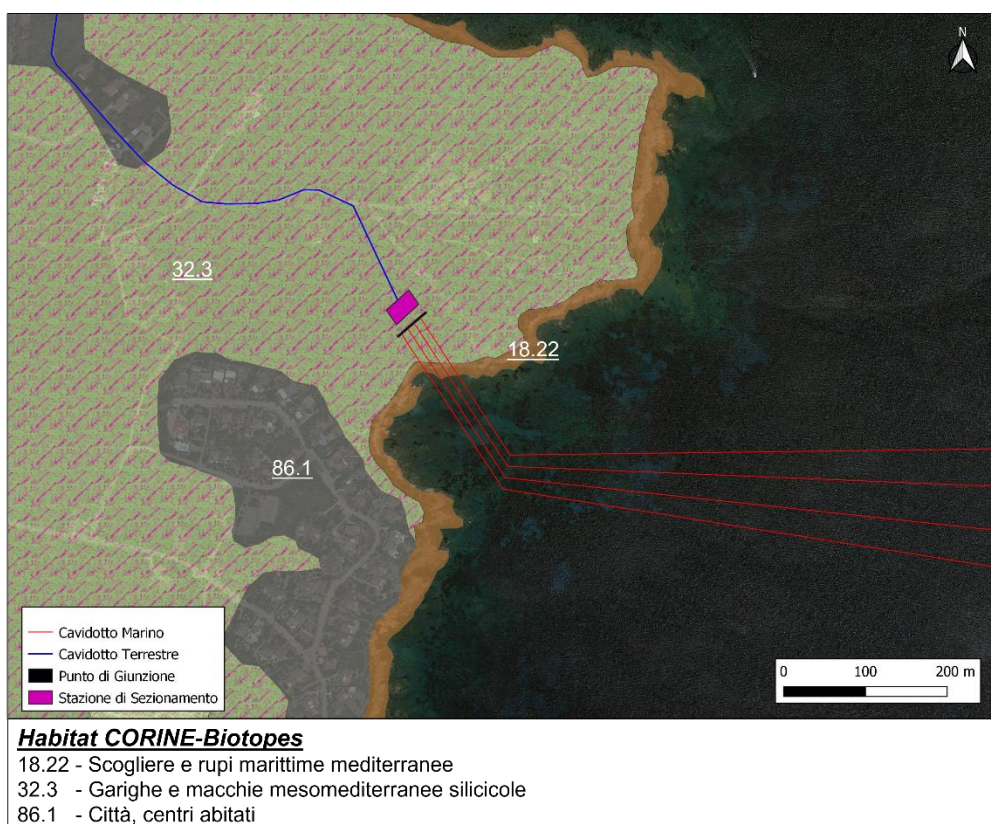 N
32.3
18.22
86.1
Cavidotto Marino
Cavidotto Terrestre
Punto di Giunzione
Stazione di Sezionamento
0 100 200 m
Habitat CORINE-Biotopes
18.22 - Scogliere e rupi marittime mediterranee
32.3 - Garighe e macchie mesomediterranee silicicole
86.1 - Città, centri abitati